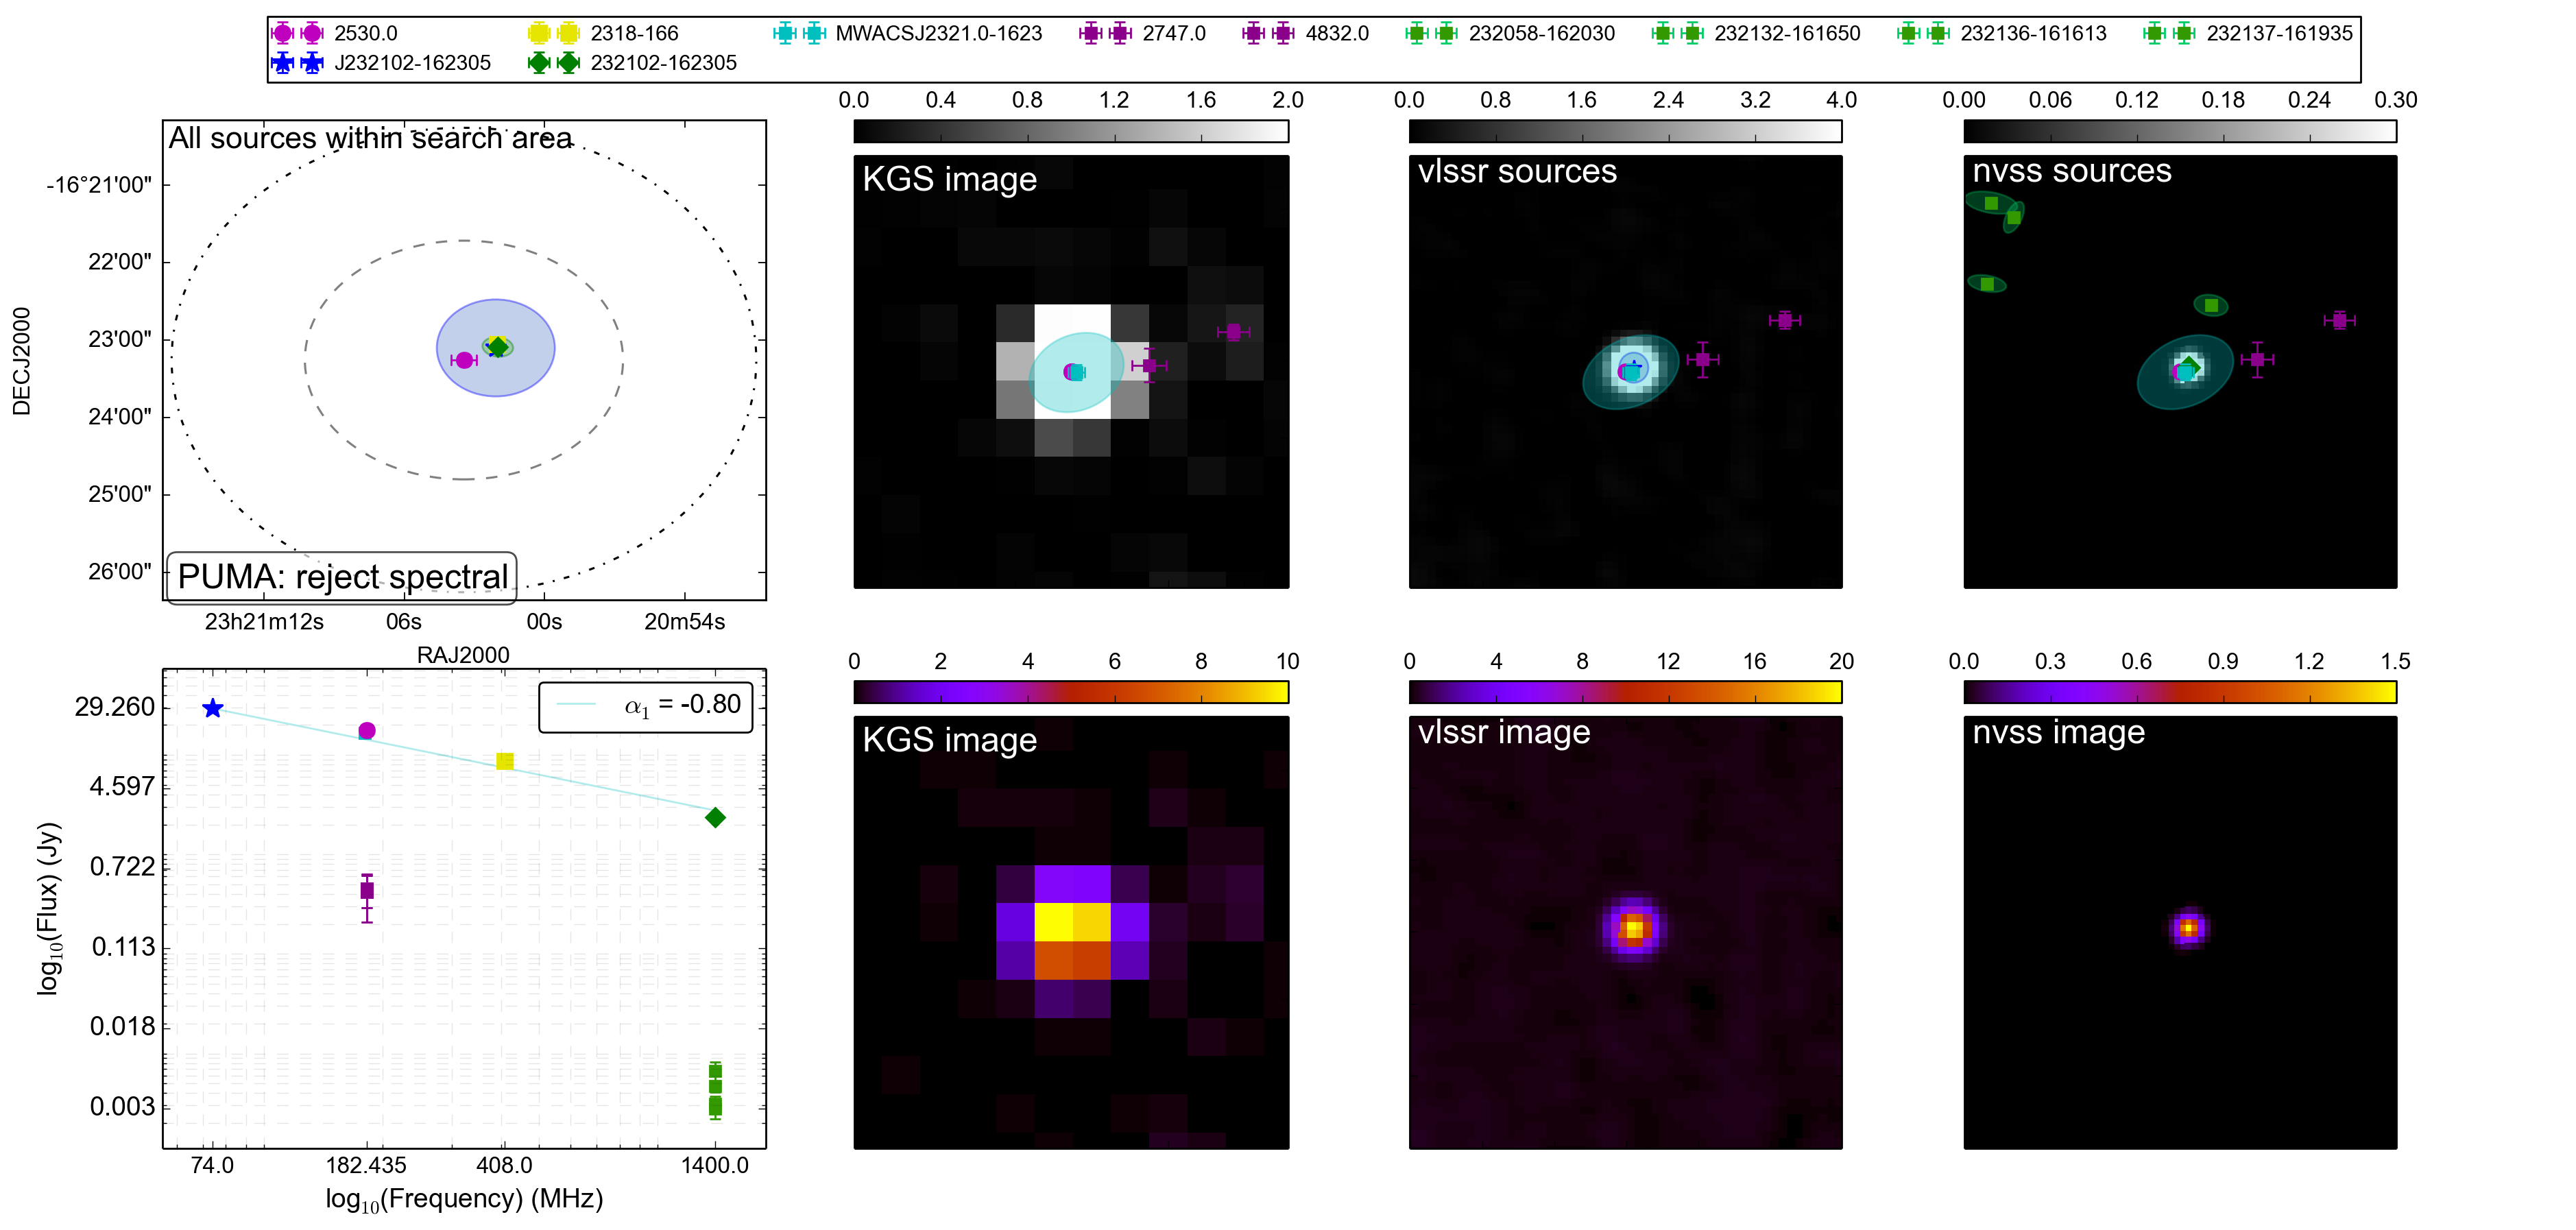 2530.0 2318-166 MWACSJ2321.0-1623 2747.0 4832.0 232058-162030 232132-161650 232136-161613 232137-161935
J232102-162305 232102-162305
0.0 0.4 0.8 1.2 1.6 2.0
0.0 0.8 1.6 2.4 3.2 4.0
0.00 0.06 0.12 0.18 0.24 0.30
All sources within search area
KGS image
vlssr sources
nvss sources
-16°21'00"
22'00"
23'00"
24'00"
25'00"
26'00"
DECJ2000
PUMA: reject spectral
23h21m12s 06s 00s 20m54s
RAJ2000
0 2 4 6 8 10
0 4 8 12 16 20
0.0 0.3 0.6 0.9 1.2 1.5
α1 = -0.80
KGS image
vlssr image
nvss image
29.260
4.597
0.722
0.113
0.018
0.003
log10(Flux) (Jy)
74.0 182.435 408.0 1400.0
log10(Frequency) (MHz)